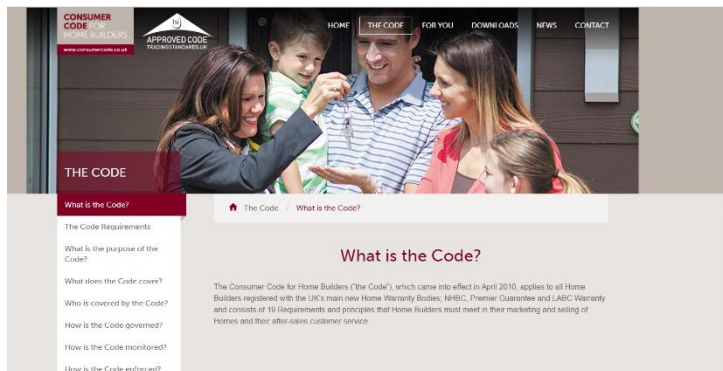 CONSUMER
CODE FOR
HOME BUILDERS
www.consumercode.co.uk
tsi
APPROVED CODE
TRADINGSTANDARDS.UK
HOME
THE CODE
FOR YOU
DOWNLOADS
NEWS
CONTACT
THE CODE
What is the Code?
The Code Requirements
What is the purpose of the
Code?
What does the Code cover?
Who is covered by the Code?
How is the Code governed?
How is the Code monitored?
How is the Code enforced?
The Code / What is the Code?
What is the Code?
The Consumer Code for Home Builders ("the Code"), which came into effect in April 2010, applies to all Home
Builders registered with the UK's main new Home Warranty Bodies; NHBC, Premier Guarantee and LABC Warranty
and consists of 19 Requirements and principles that Home Builders must meet in their marketing and selling of
Homes and their after-sales customer service.